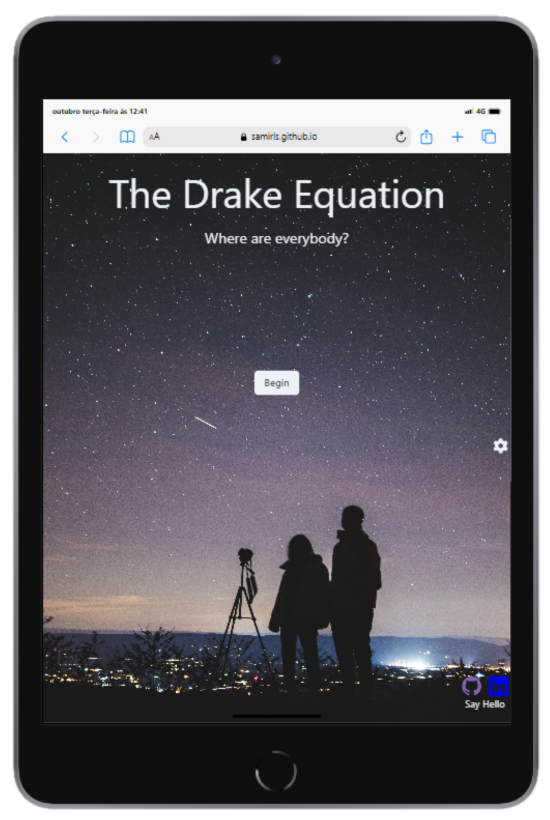 outubro terça-feira às 12:41
4G
AA
samirls.github.io
The Drake Equation
Where are everybody?
Begin
in
Say Hello